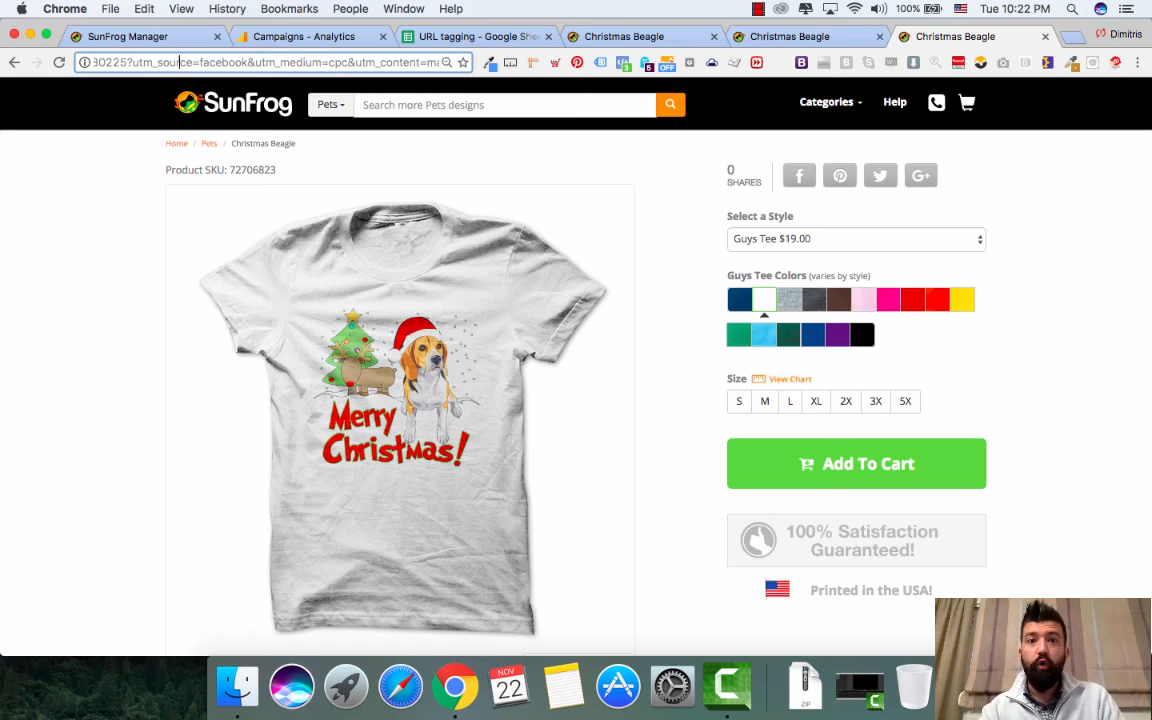 Chrome File Edit View History Bookmarks People Window Help 100% Tue 10:22 PM
SunFrog Manager Campaigns - Analytics URL tagging - Google She Christmas Beagle Christmas Beagle Christmas Beagle Dimitris
30225?utm_source=facebook&utm_medium=cpc&utm_content=ma
SUNFROG Pets Search more Pets designs Categories Help
Home / Pets / Christmas Beagle
Product SKU: 72706823
0
SHARES
Select a Style
Guys Tee $19.00
Guys Tee Colors (varies by style)
Size View Chart
S M L XL 2X 3X 5X
Merry
Christmas!
Add To Cart
100% Satisfaction
Guaranteed!
Printed in the USA!
NOV
22
ZIP